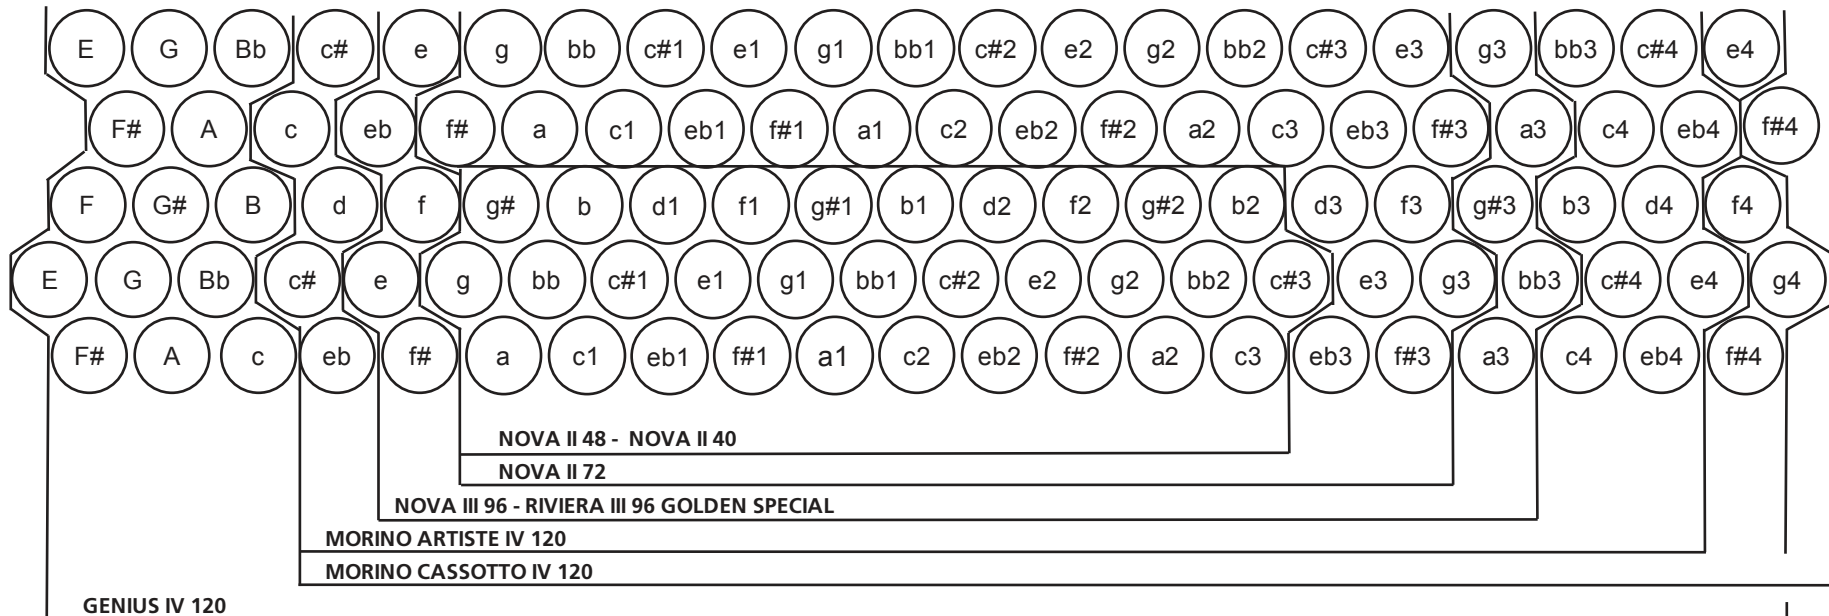 E G Bb c# e g bb c#1 e1 g1 bb1 c#2 e2 g2 bb2 c#3 e3 g3 bb3 c#4 e4
F# A c eb f# a c1 eb1 f#1 a1 c2 eb2 f#2 a2 c3 eb3 f#3 a3 c4 eb4 f#4
F G# B d f g# b d1 f1 g#1 b1 d2 f2 g#2 b2 d3 f3 g#3 b3 d4 f4
E G Bb c# e g bb c#1 e1 g1 bb1 c#2 e2 g2 bb2 c#3 e3 g3 bb3 c#4 e4 g4
F# A c eb f# a c1 eb1 f#1 a1 c2 eb2 f#2 a2 c3 eb3 f#3 a3 c4 eb4 f#4
NOVA II 48 - NOVA II 40
NOVA II 72
NOVA III 96 - RIVIERA III 96 GOLDEN SPECIAL
MORINO ARTISTE IV 120
MORINO CASSOTTO IV 120
GENIUS IV 120